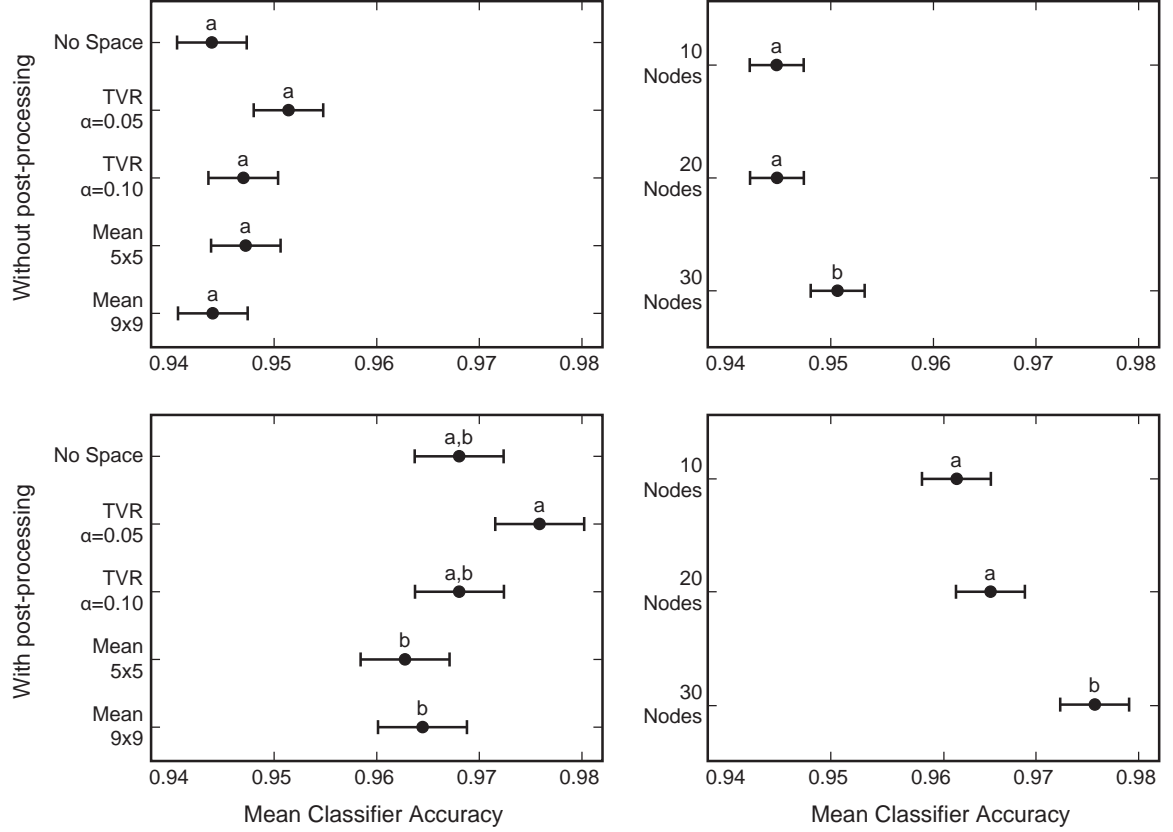 Without post-processing
No Space
a
TVR
α=0.05
a
TVR
α=0.10
a
Mean
5x5
a
Mean
9x9
a
0.94 0.95 0.96 0.97 0.98
10
Nodes
a
20
Nodes
a
30
Nodes
b
0.94 0.95 0.96 0.97 0.98
With post-processing
No Space
a,b
TVR
α=0.05
a
TVR
α=0.10
a,b
Mean
5x5
b
Mean
9x9
b
0.94 0.95 0.96 0.97 0.98
Mean Classifier Accuracy
10
Nodes
a
20
Nodes
a
30
Nodes
b
0.94 0.95 0.96 0.97 0.98
Mean Classifier Accuracy